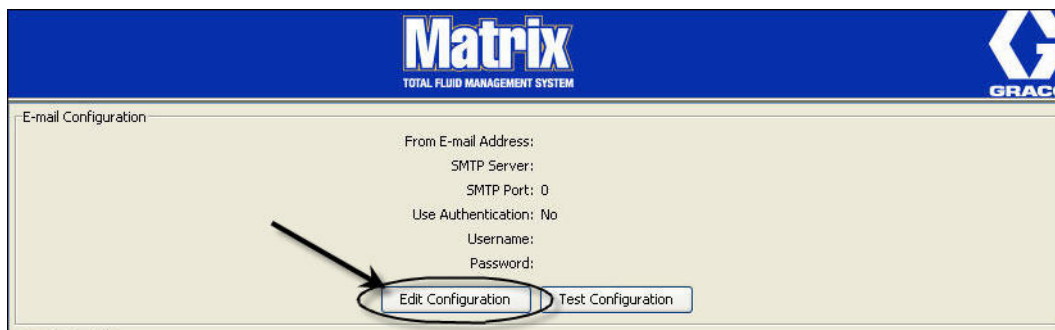 Matrix
TOTAL FLUID MANAGEMENT SYSTEM
GRACO
E-mail Configuration
From E-mail Address:
SMTP Server:
SMTP Port: 0
Use Authentication: No
Username:
Password:
Edit Configuration
Test Configuration